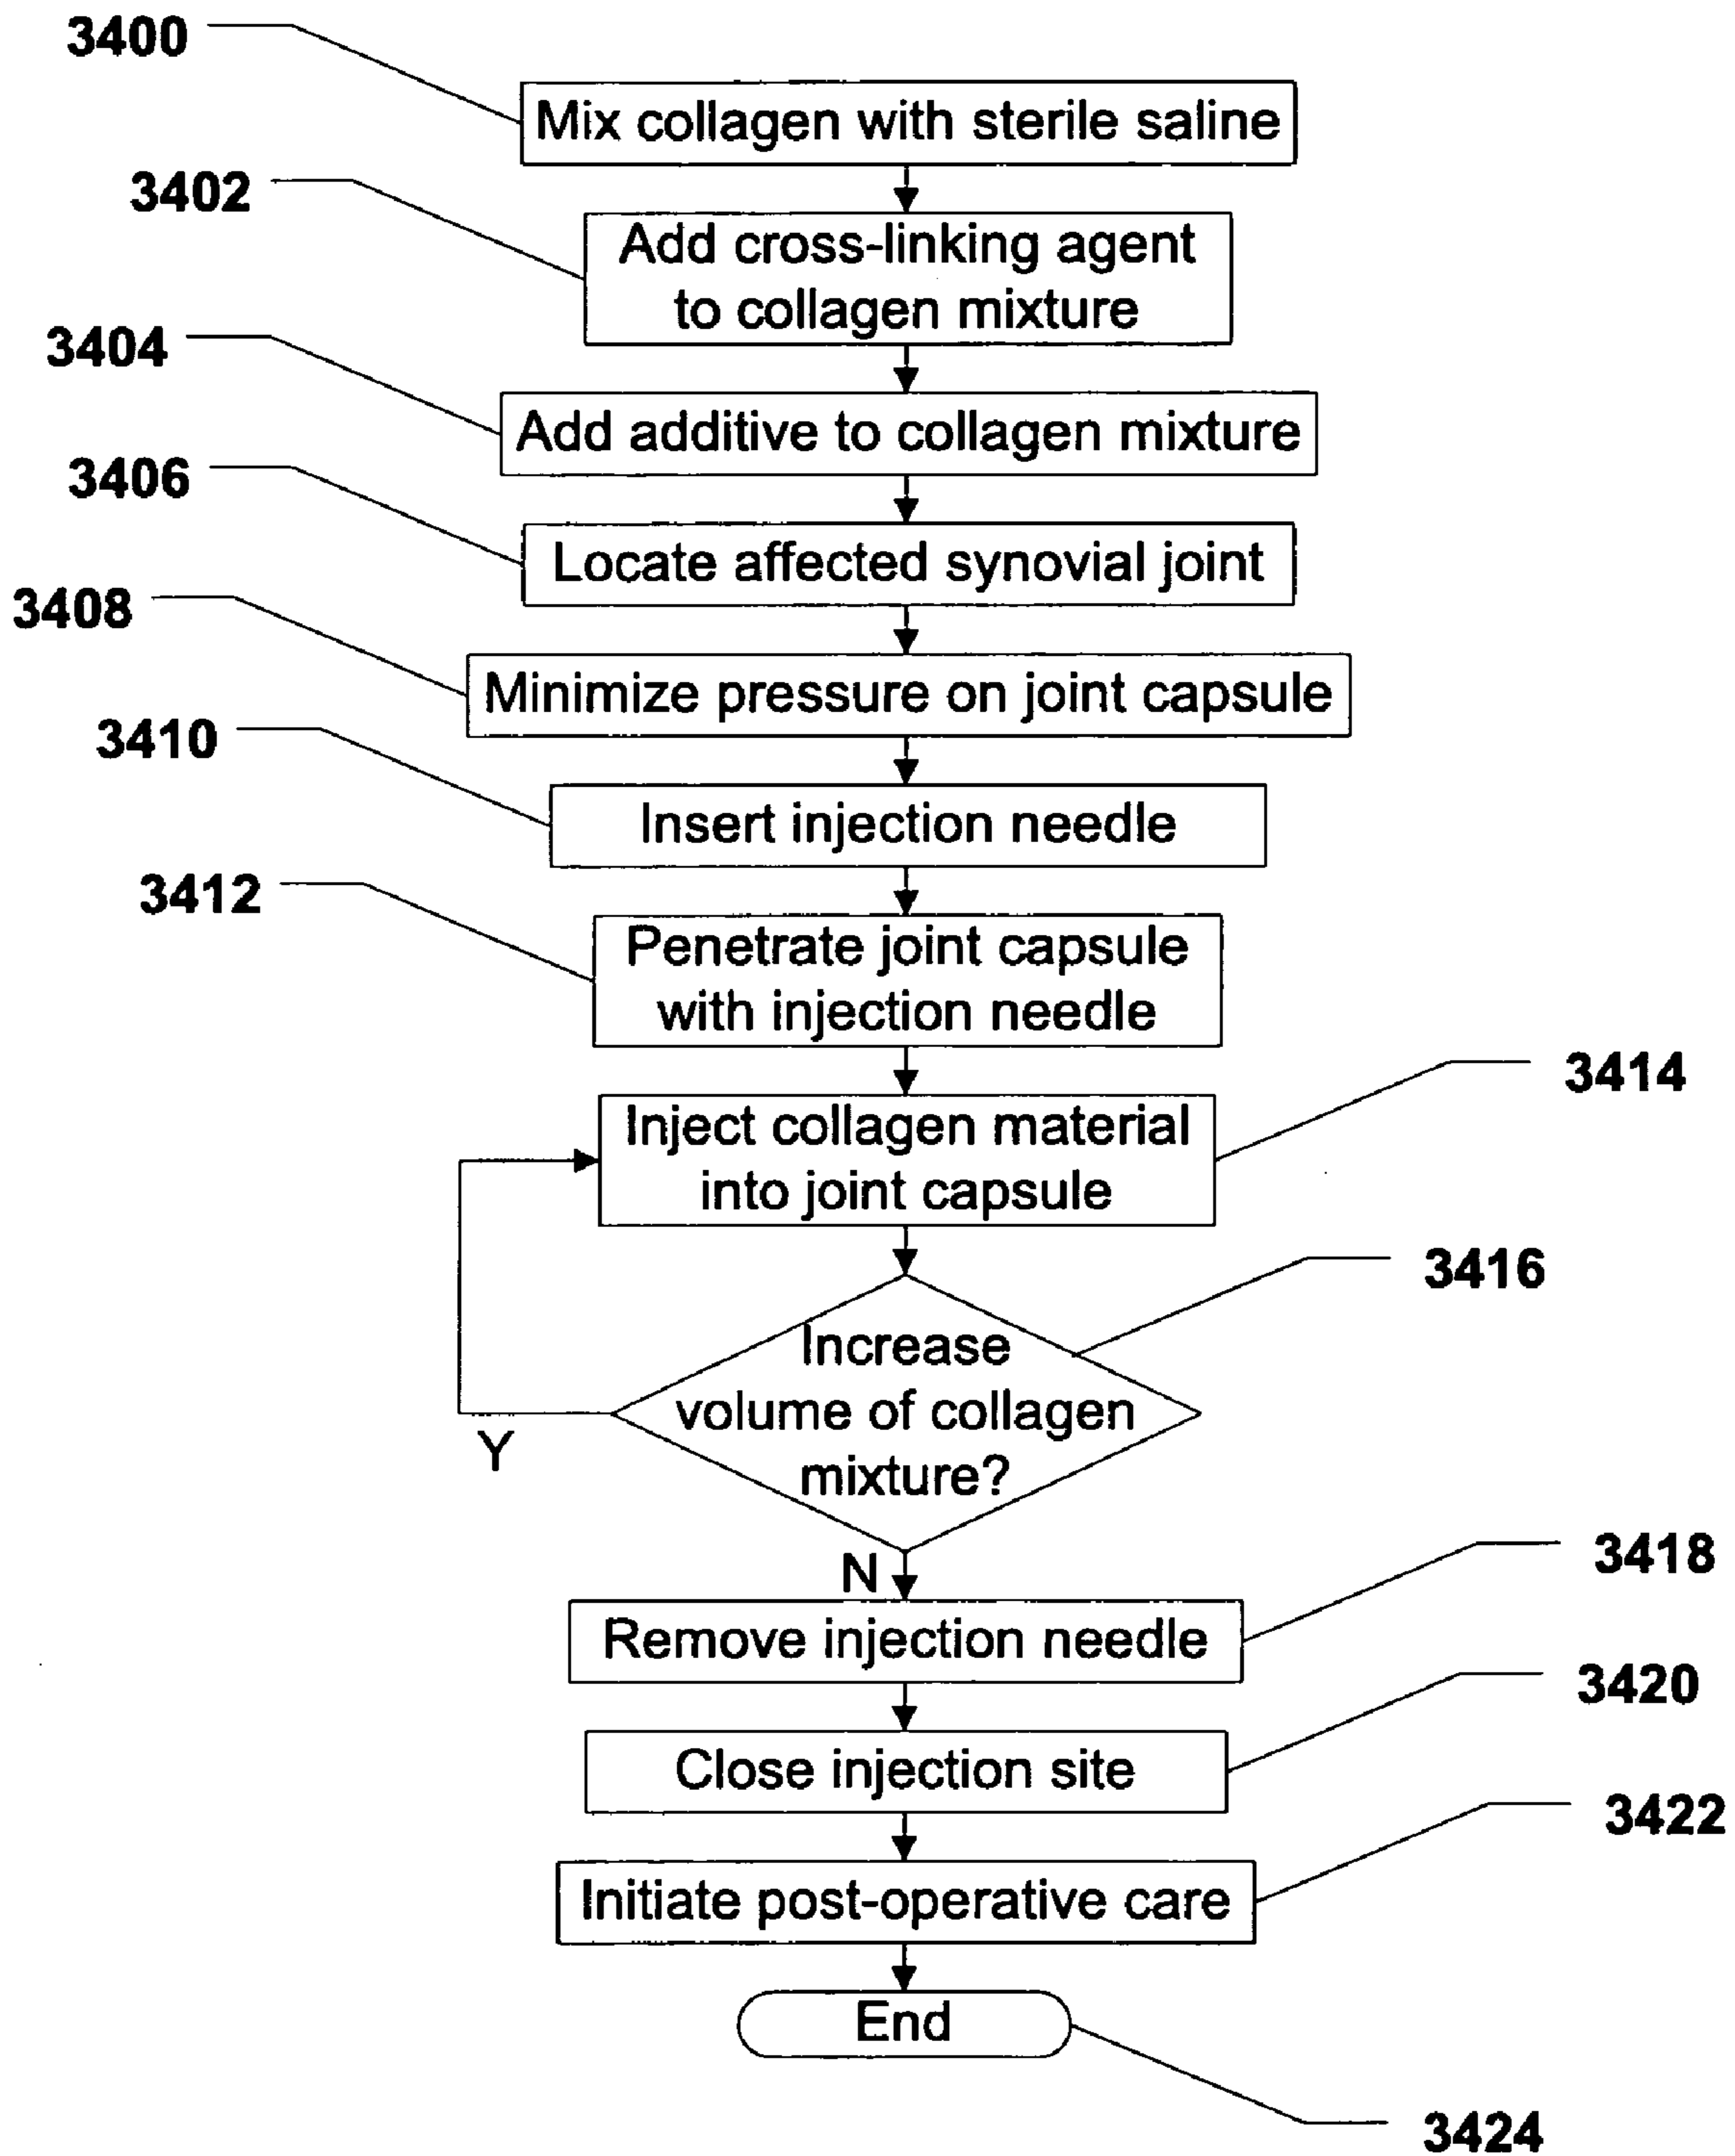 3400
Mix collagen with sterile saline
3402
Add cross-linking agent
to collagen mixture
3404
Add additive to collagen mixture
3406
Locate affected synovial joint
3408
Minimize pressure on joint capsule
3410
Insert injection needle
3412
Penetrate joint capsule
with injection needle
3414
Inject collagen material
into joint capsule
3416
Increase
volume of collagen
mixture?
Y
N
3418
Remove injection needle
3420
Close injection site
3422
Initiate post-operative care
End
3424